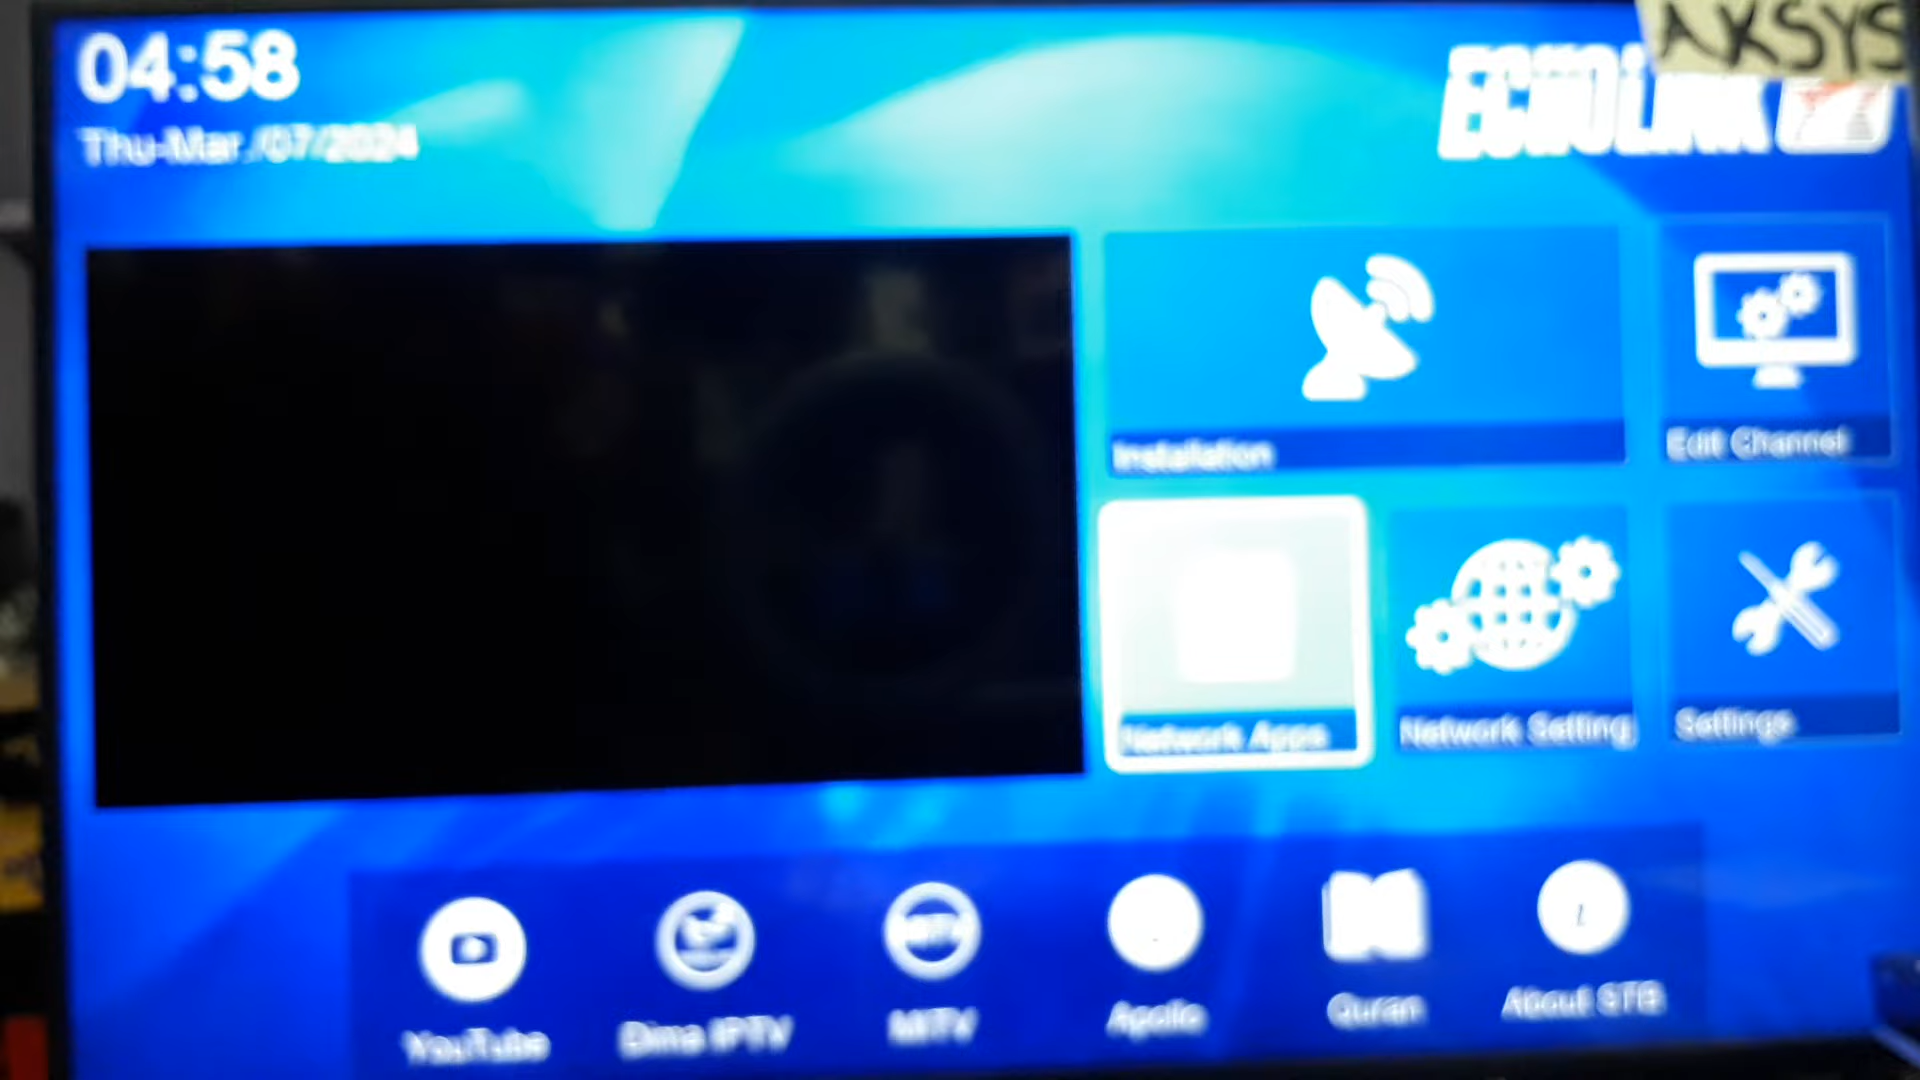 04:58
AKSYS
ECHOLINK
Thu-Mar./07/2024
Installation
Edit Channel
Network Apps
Network Setting
Settings
YouTube
Dima IPTV
MITV
Apollo
Quran
About STB